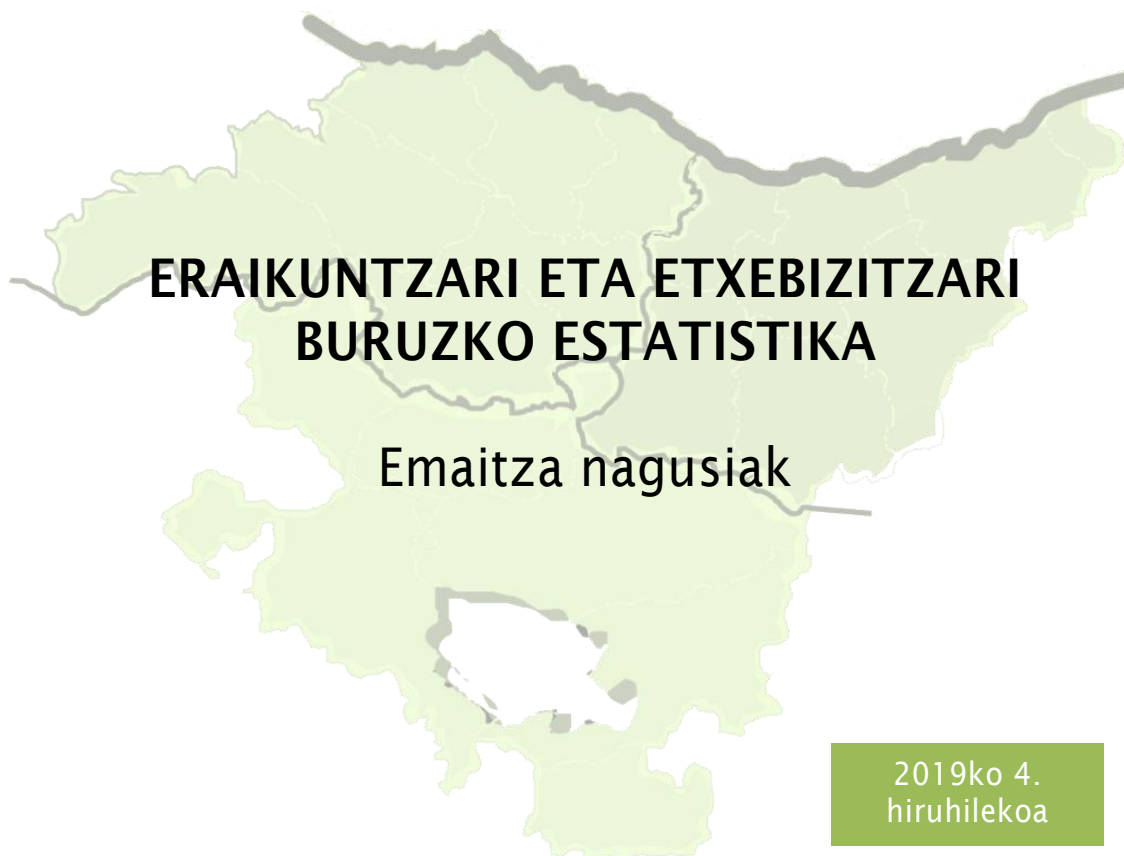 ERAIKUNTZARI ETA ETXEBIZITZARI
BURUZKO ESTATISTIKA
Emaitza nagusiak
2019ko 4.
hiruhilekoa